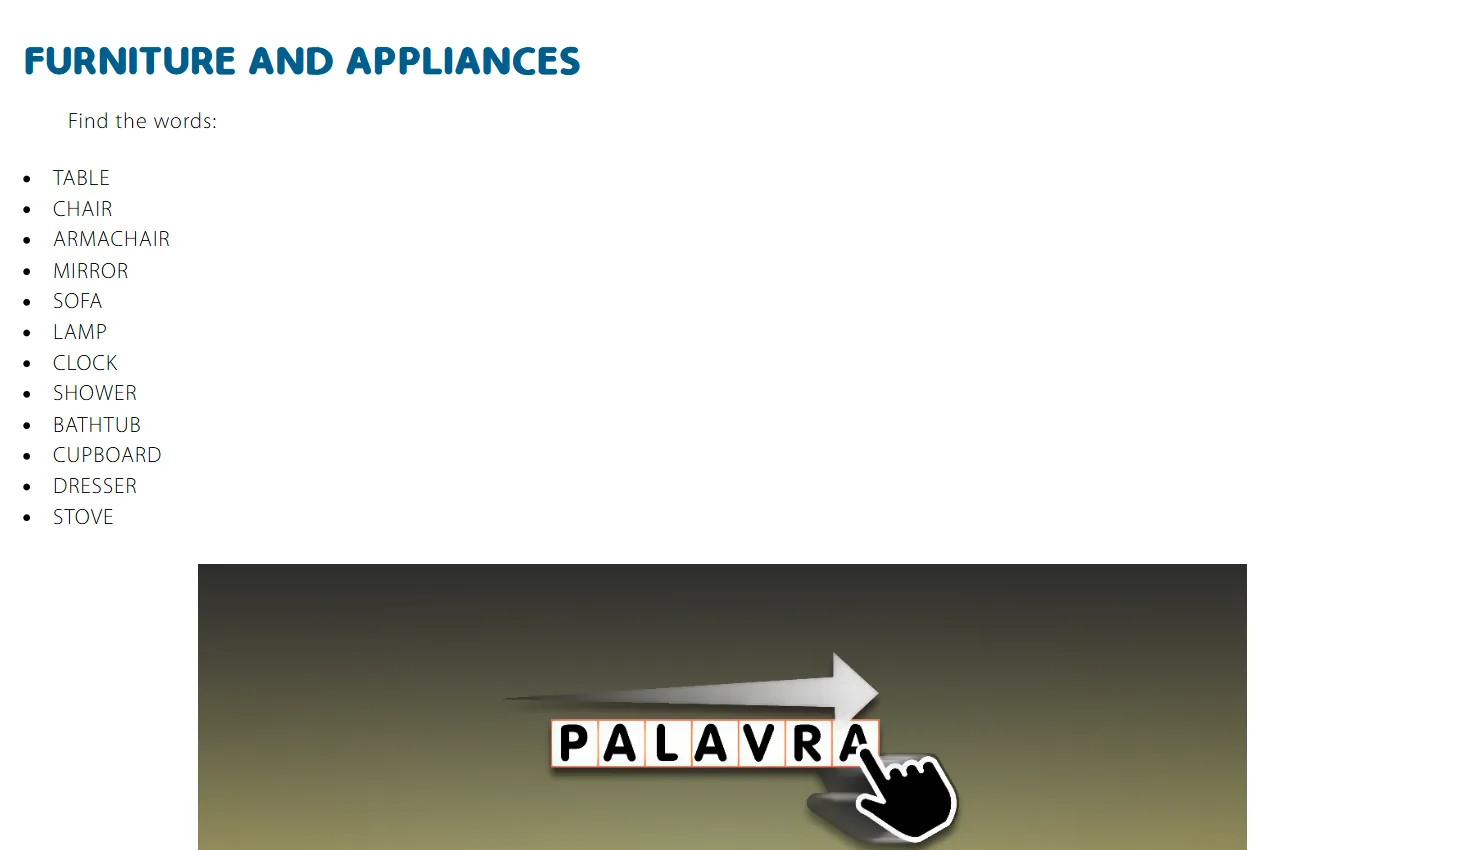 FURNITURE AND APPLIANCES
Find the words:
• TABLE
• CHAIR
• ARMACHAIR
• MIRROR
• SOFA
• LAMP
• CLOCK
• SHOWER
• BATHTUB
• CUPBOARD
• DRESSER
• STOVE
PALAVRA